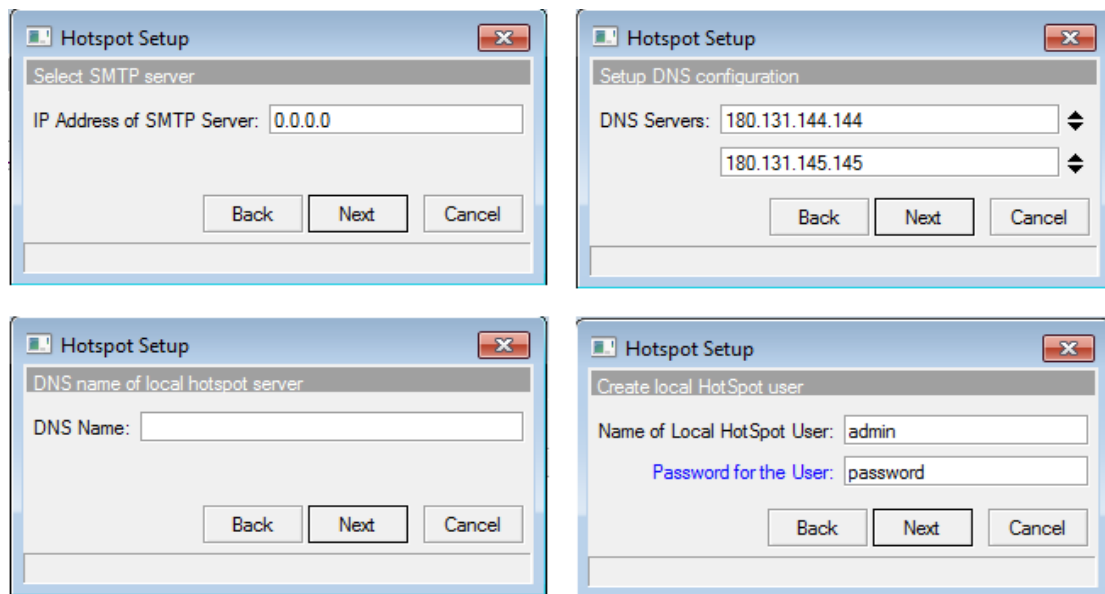 Hotspot Setup
Select SMTP server
IP Address of SMTP Server: 0.0.0.0
Back Next Cancel
Hotspot Setup
Setup DNS configuration
DNS Servers: 180.131.144.144
180.131.145.145
Back Next Cancel
Hotspot Setup
DNS name of local hotspot server
DNS Name:
Back Next Cancel
Hotspot Setup
Create local HotSpot user
Name of Local HotSpot User: admin
Password for the User: password
Back Next Cancel